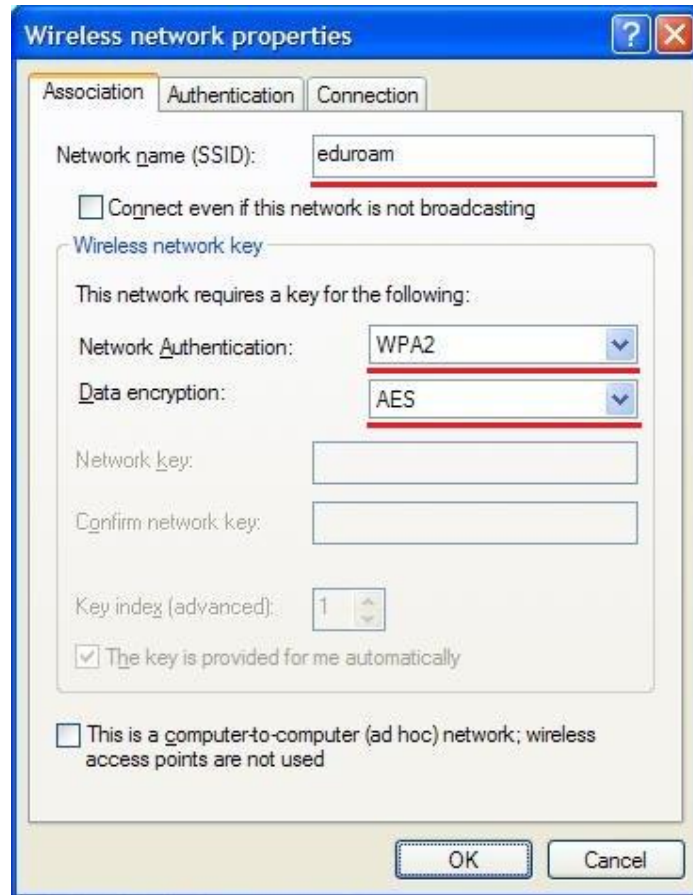 Wireless network properties
?
Association Authentication Connection
Network name (SSID): eduroam
Connect even if this network is not broadcasting
Wireless network key
This network requires a key for the following:
Network Authentication: WPA2
Data encryption: AES
Network key:
Confirm network key:
Key index (advanced): 1
The key is provided for me automatically
This is a computer-to-computer (ad hoc) network; wireless
access points are not used
OK Cancel